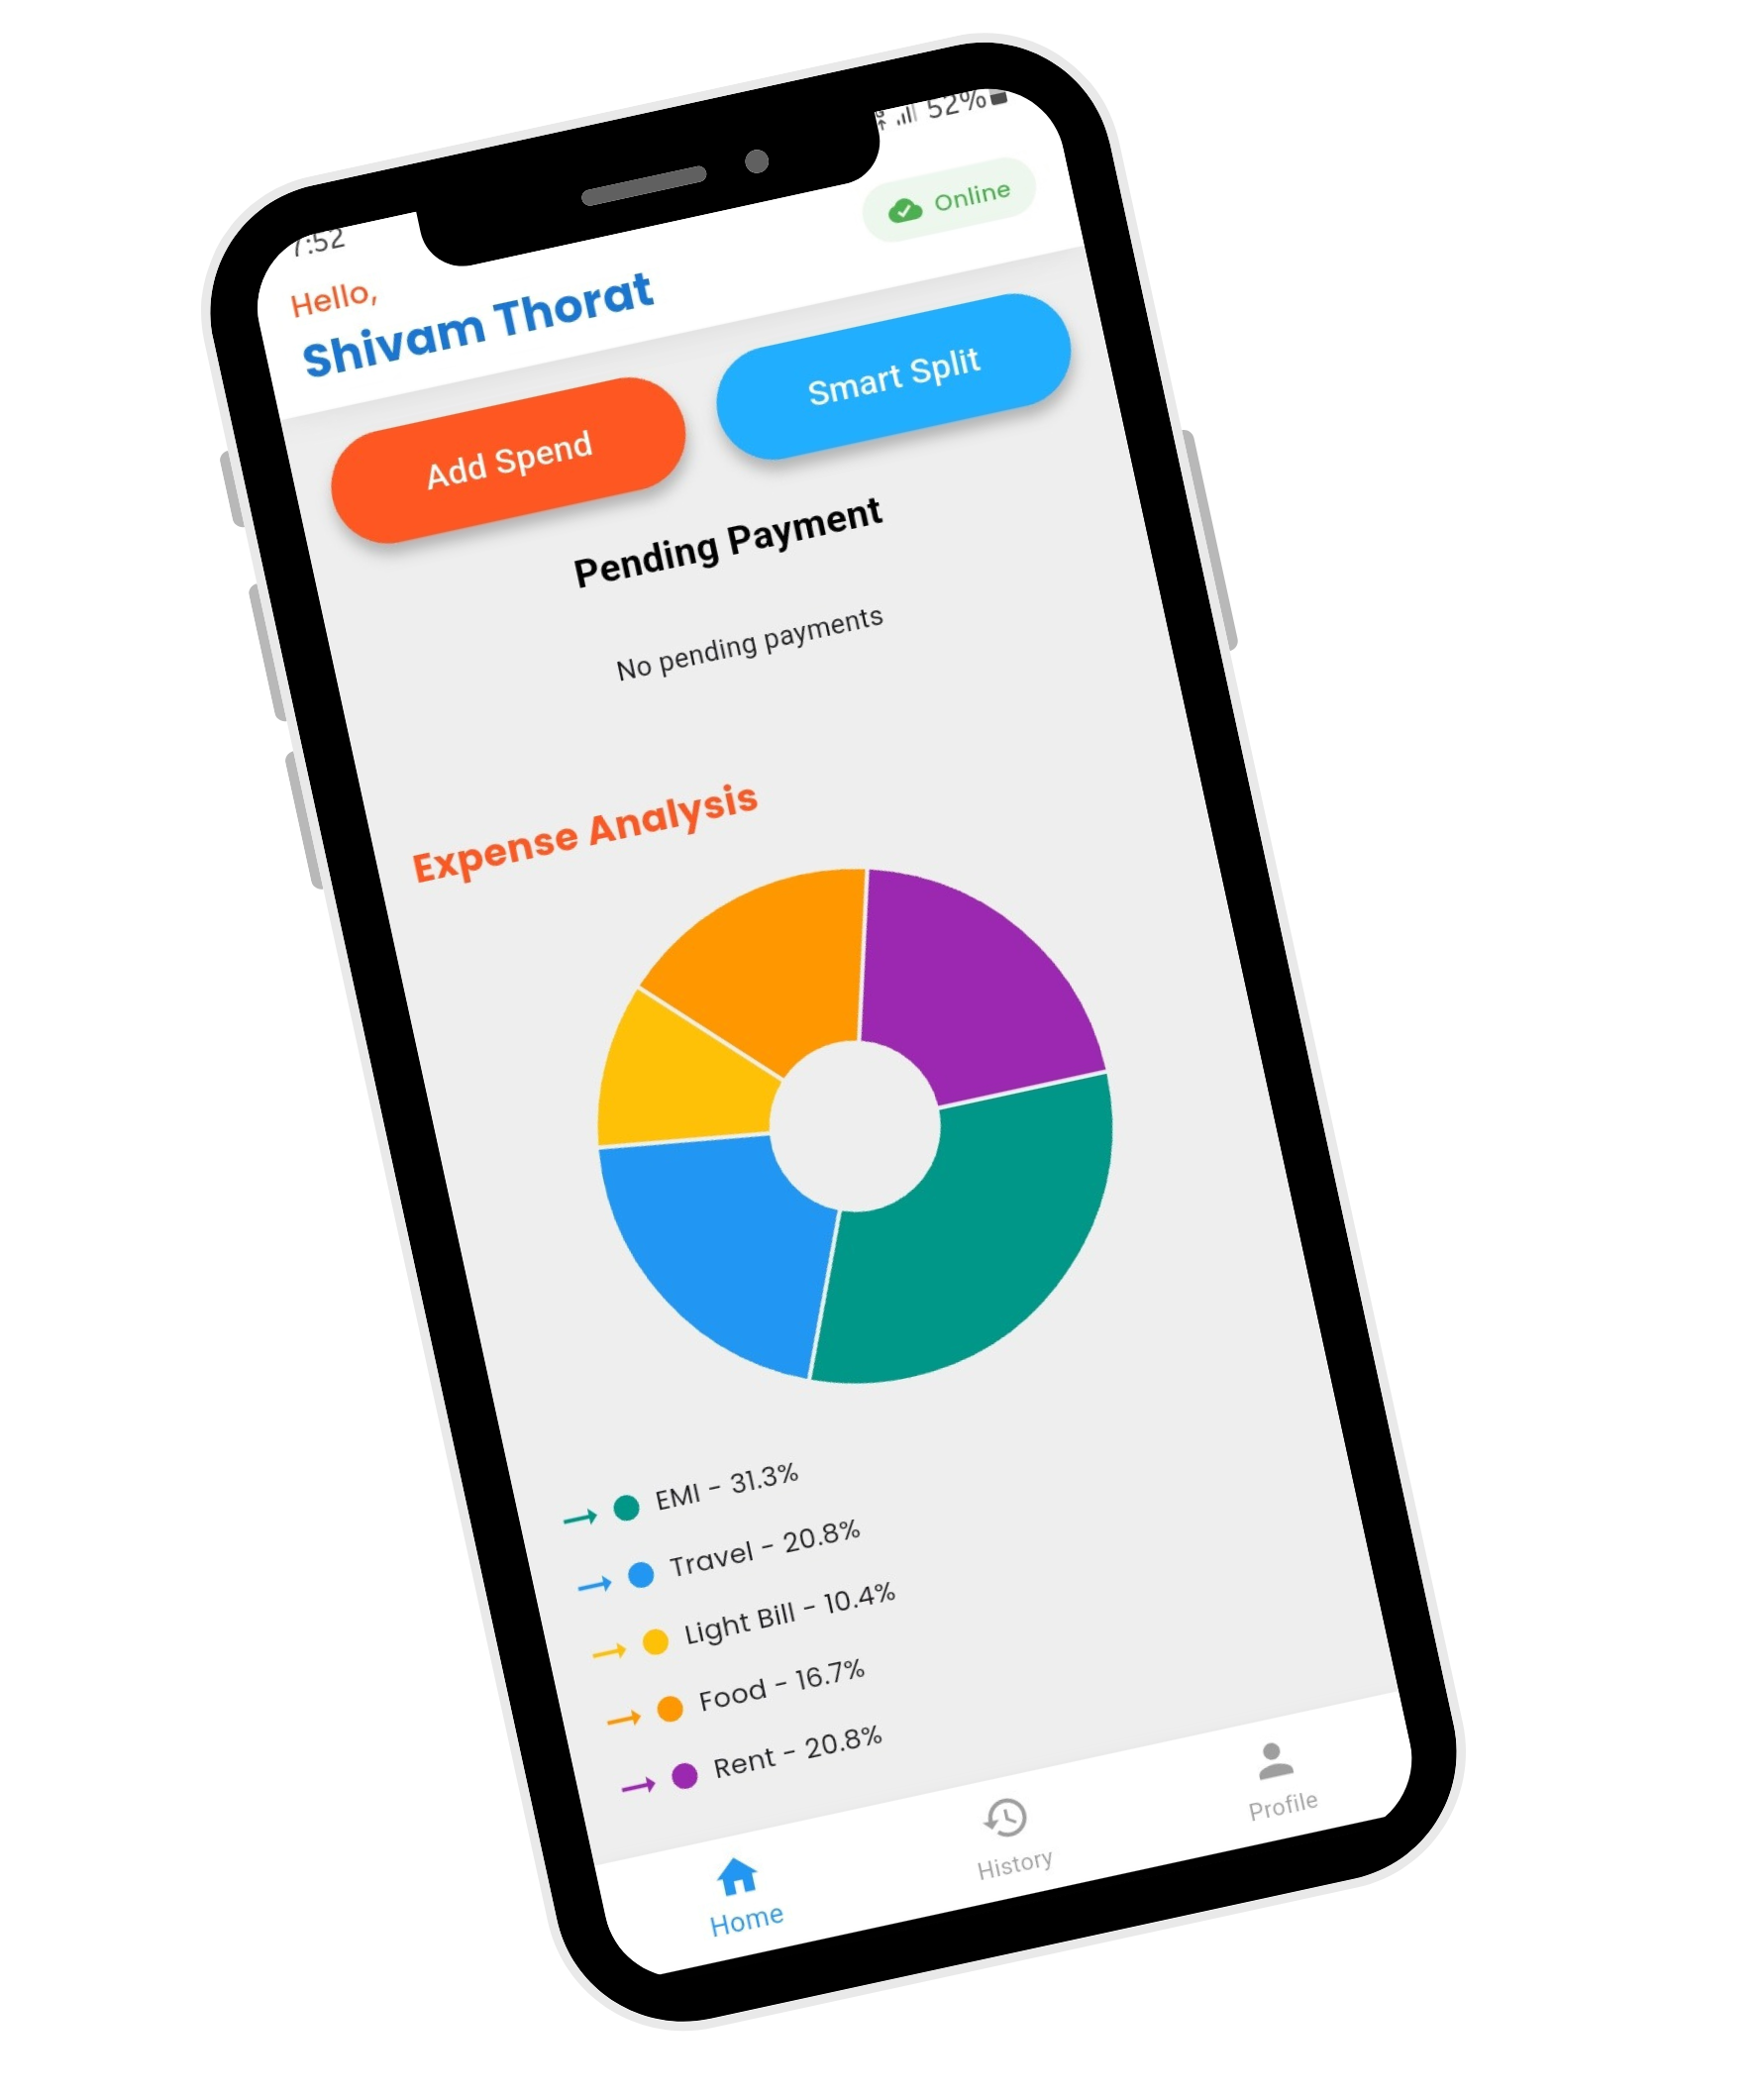 7:52
52%
Online
Hello,
Shivam Thorat
Add Spend
Smart Split
Pending Payment
No pending payments
Expense Analysis
EMI - 31.3%
Travel - 20.8%
Light Bill - 10.4%
Food - 16.7%
Rent - 20.8%
Home
History
Profile